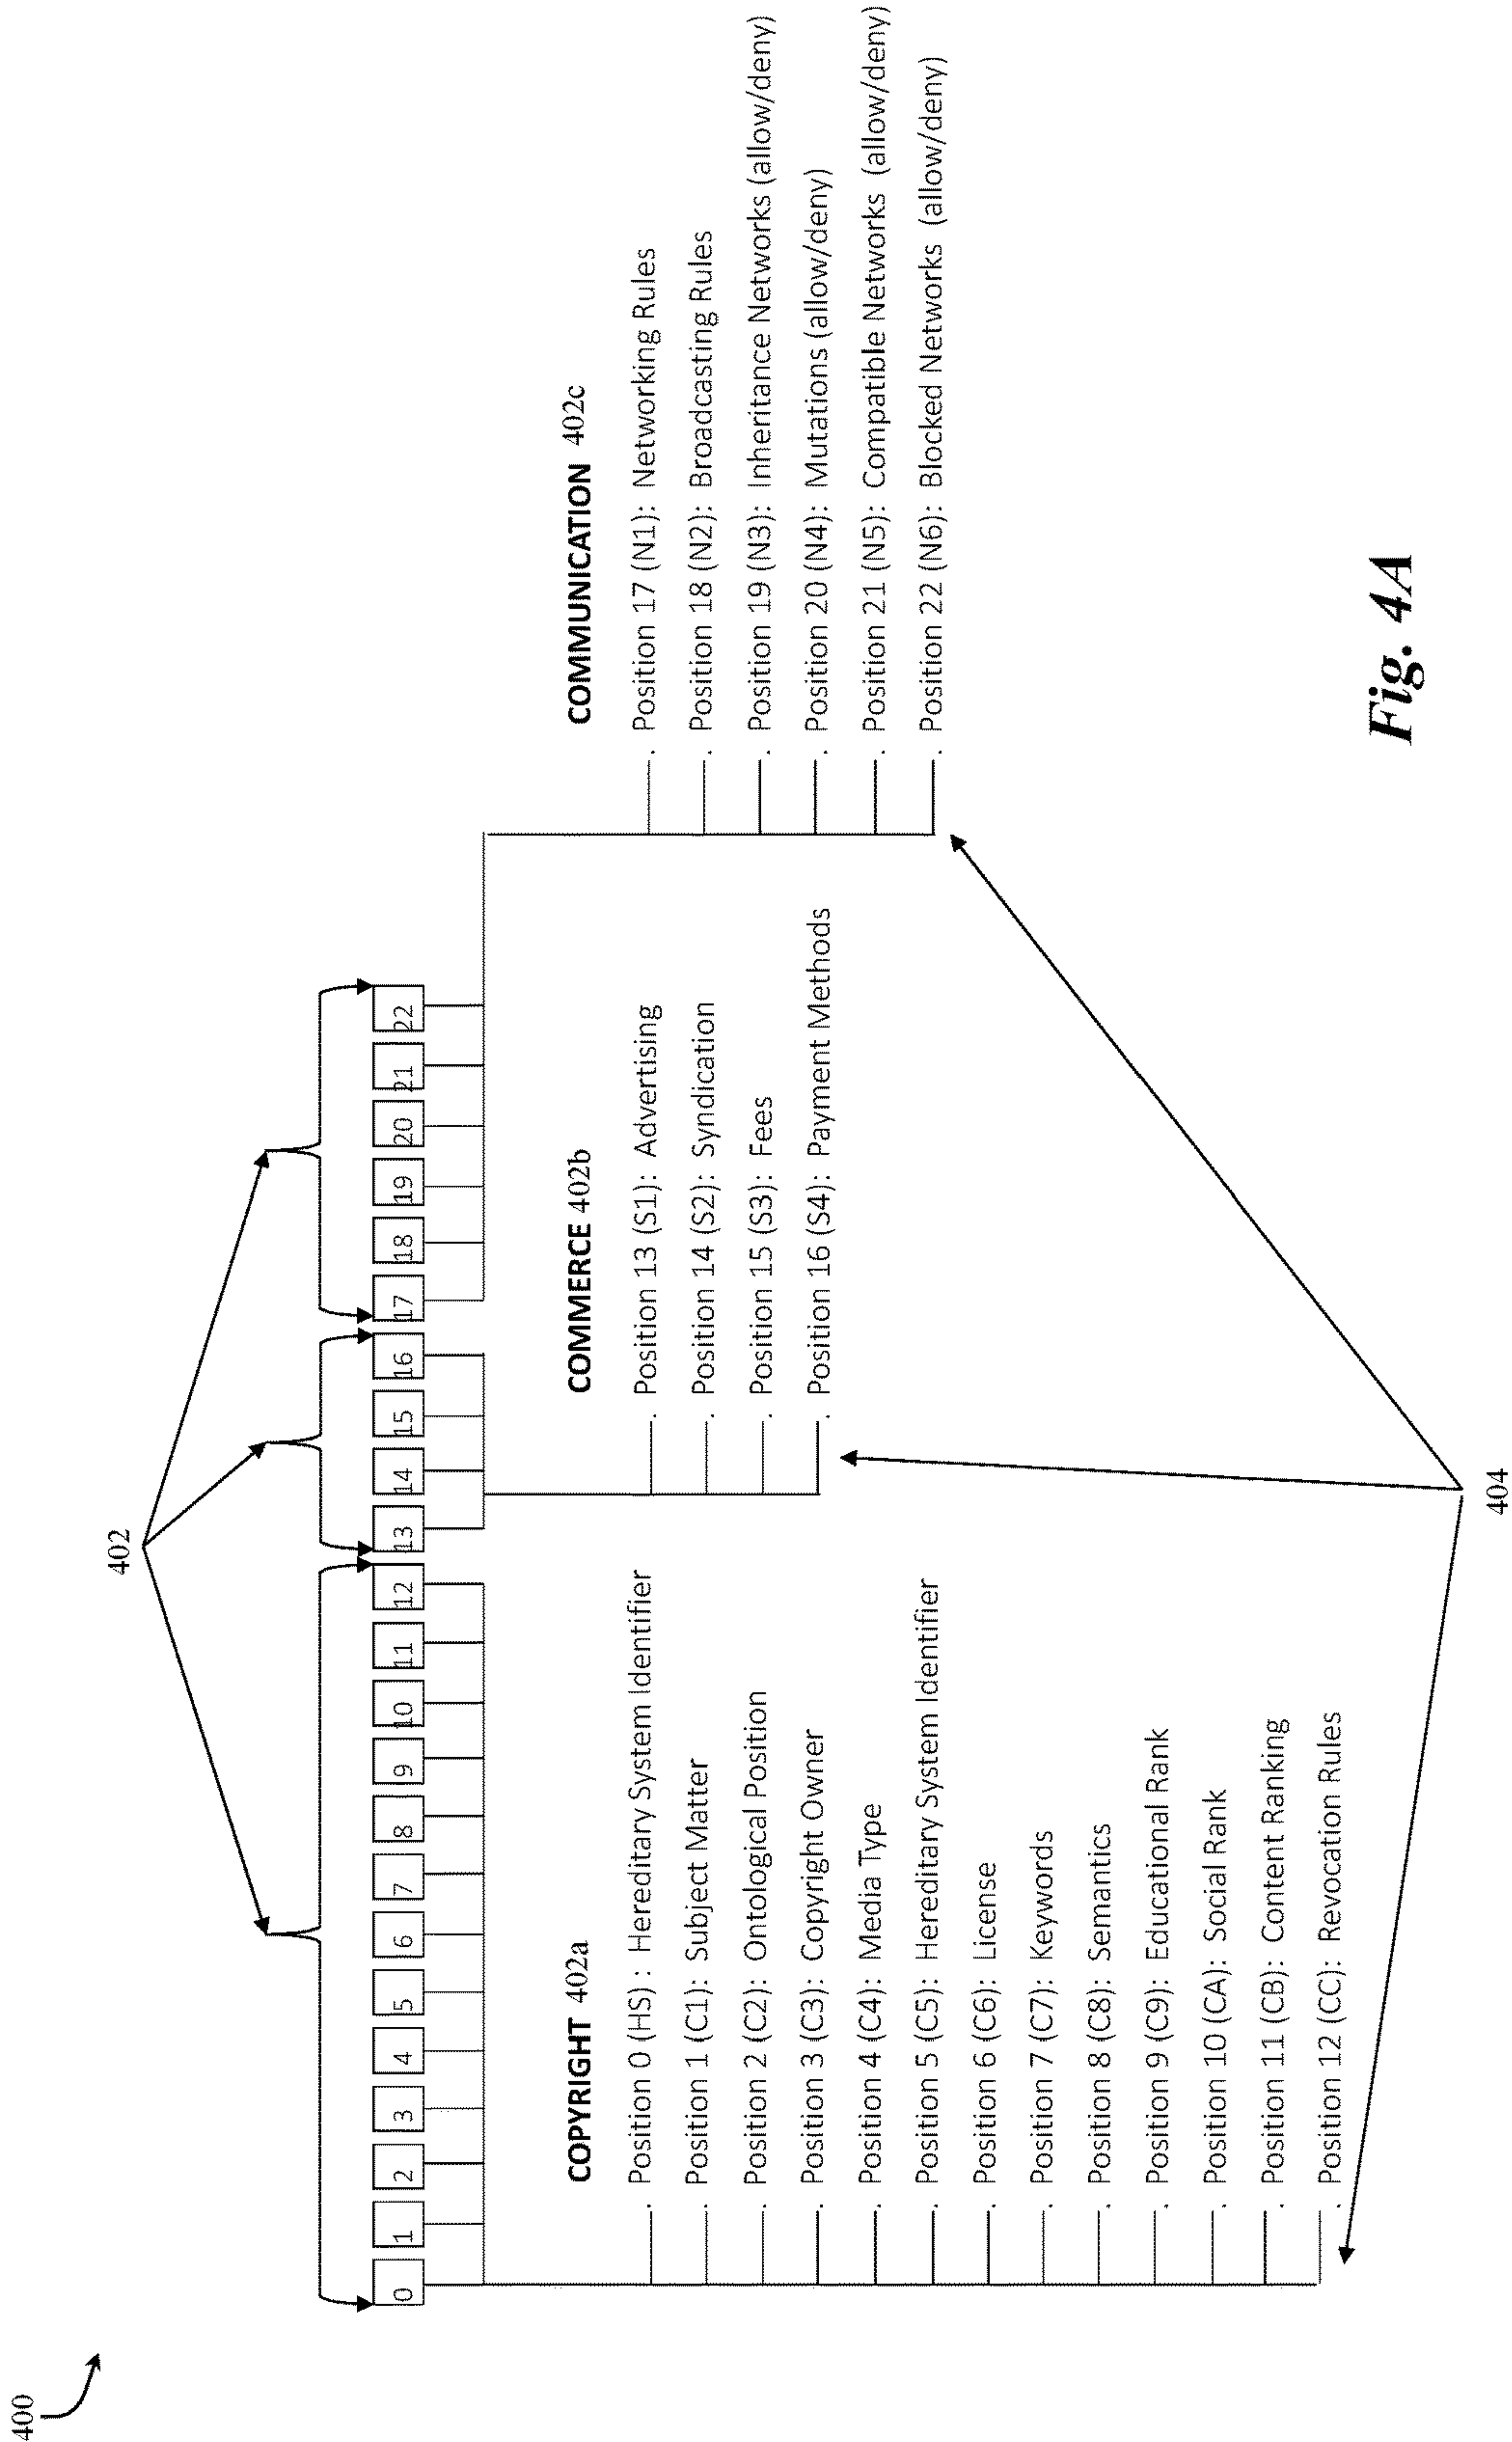 400
402
0 1 2 3 4 5 6 7 8 9 10 11 12 13 14 15 16 17 18 19 20 21 22
COPYRIGHT 402a
Position 0 (HS) : Hereditary System Identifier
Position 1 (C1): Subject Matter
Position 2 (C2): Ontological Position
Position 3 (C3): Copyright Owner
Position 4 (C4): Media Type
Position 5 (C5): Hereditary System Identifier
Position 6 (C6): License
Position 7 (C7): Keywords
Position 8 (C8): Semantics
Position 9 (C9): Educational Rank
Position 10 (CA): Social Rank
Position 11 (CB): Content Ranking
Position 12 (CC): Revocation Rules
COMMERCE 402b
Position 13 (S1): Advertising
Position 14 (S2): Syndication
Position 15 (S3): Fees
Position 16 (S4): Payment Methods
COMMUNICATION 402c
Position 17 (N1): Networking Rules
Position 18 (N2): Broadcasting Rules
Position 19 (N3): Inheritance Networks (allow/deny)
Position 20 (N4): Mutations (allow/deny)
Position 21 (N5): Compatible Networks (allow/deny)
Position 22 (N6): Blocked Networks (allow/deny)
404
Fig. 4A